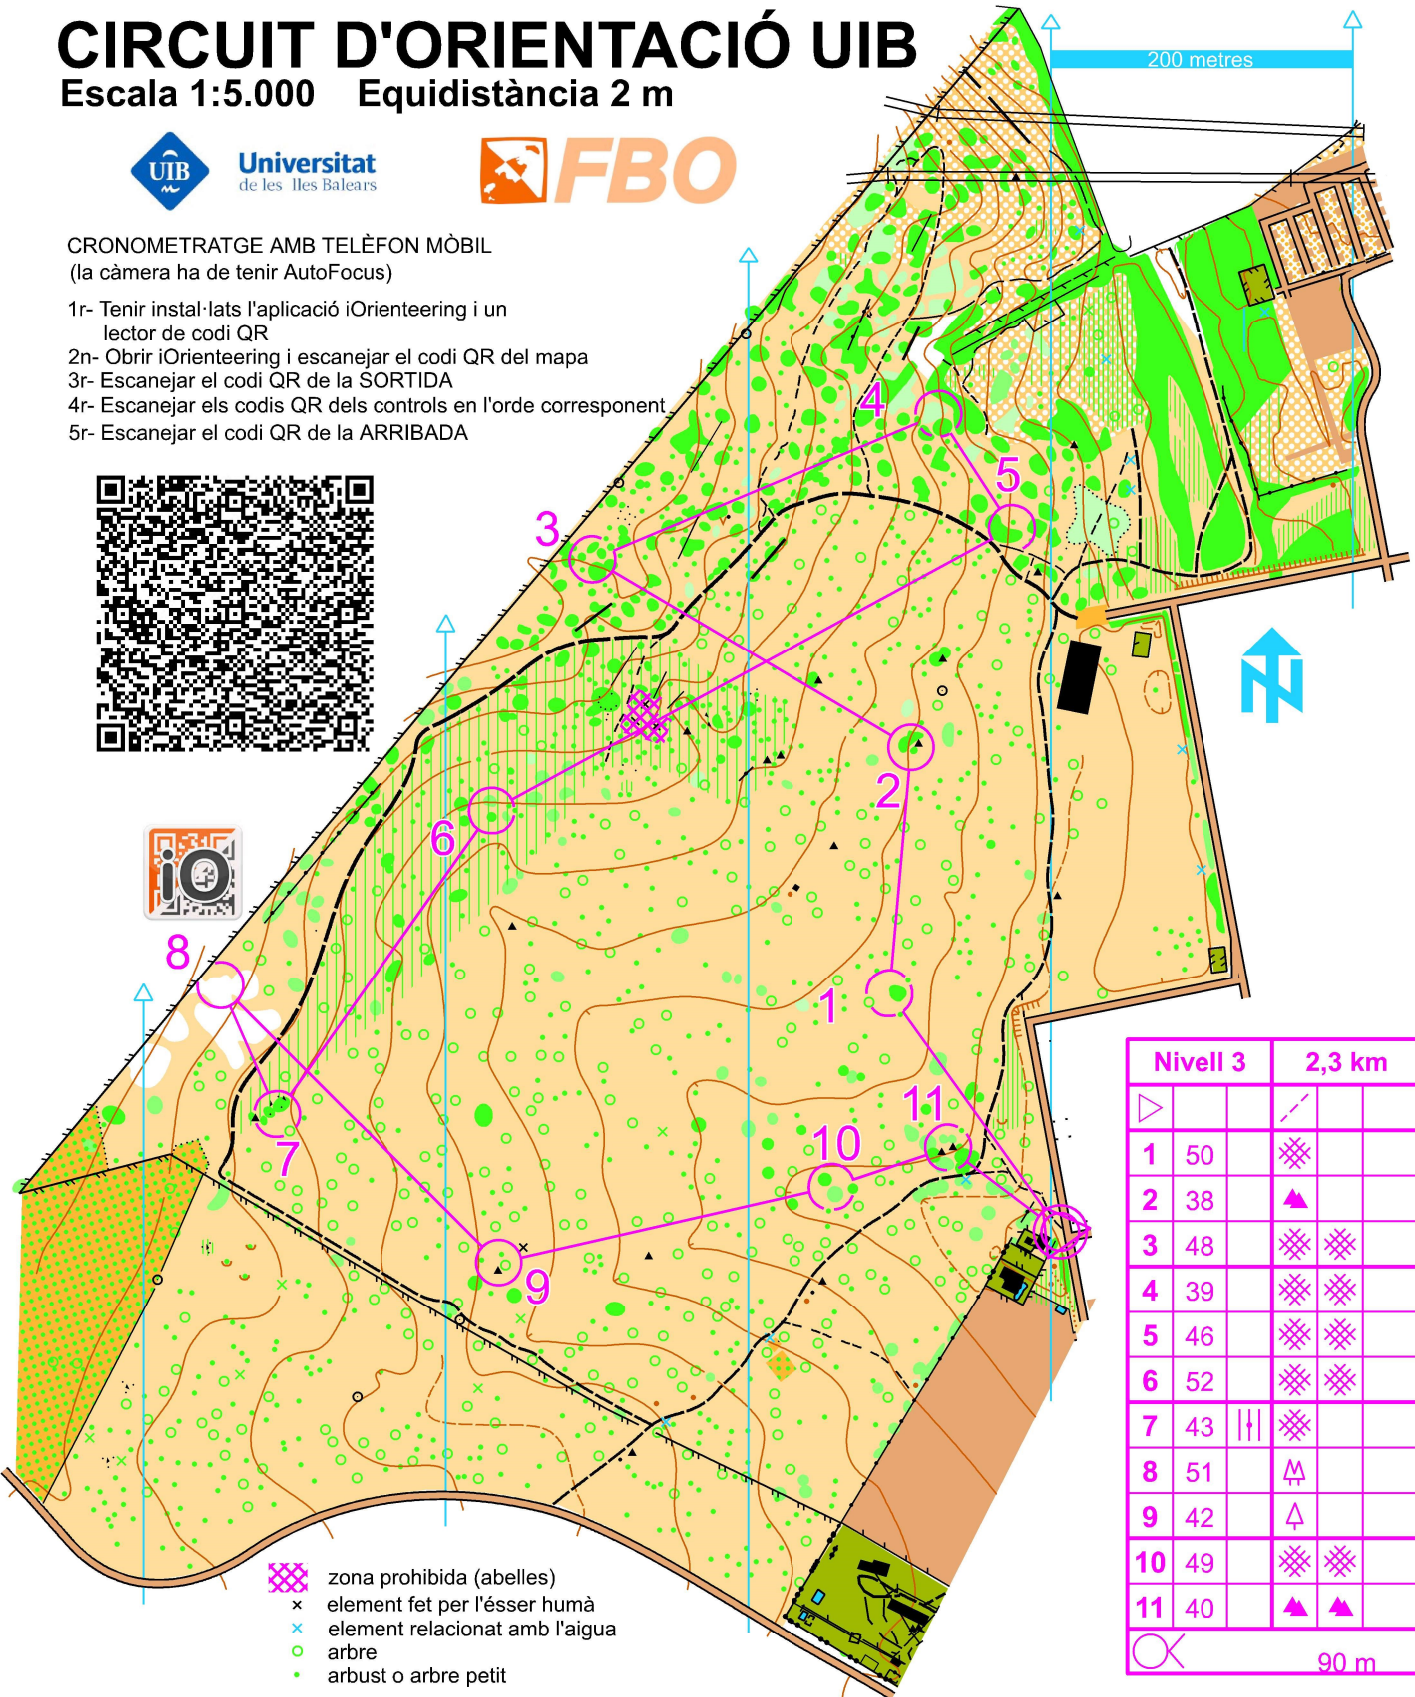 CIRCUIT D'ORIENTACIÓ UIB
Escala 1:5.000 Equidistància 2 m
200 metres
UIB
Universitat
de les Illes Balears
FBO
CRONOMETRATGE AMB TELÈFON MÒBIL
(la càmera ha de tenir AutoFocus)
1r- Tenir instal·lats l'aplicació iOrienteering i un
lector de codi QR
2n- Obrir iOrienteering i escanejar el codi QR del mapa
3r- Escanejar el codi QR de la SORTIDA
4r- Escanejar els codis QR dels controls en l'orde corresponent
5r- Escanejar el codi QR de la ARRIBADA
4
5
3
N
2
6
iO
8
1
11
10
7
9
Nivell 3 2,3 km
1 50
2 38
3 48
4 39
5 46
6 52
7 43
8 51
9 42
10 49
11 40
90 m
zona prohibida (abelles)
element fet per l'ésser humà
element relacionat amb l'aigua
arbre
arbust o arbre petit